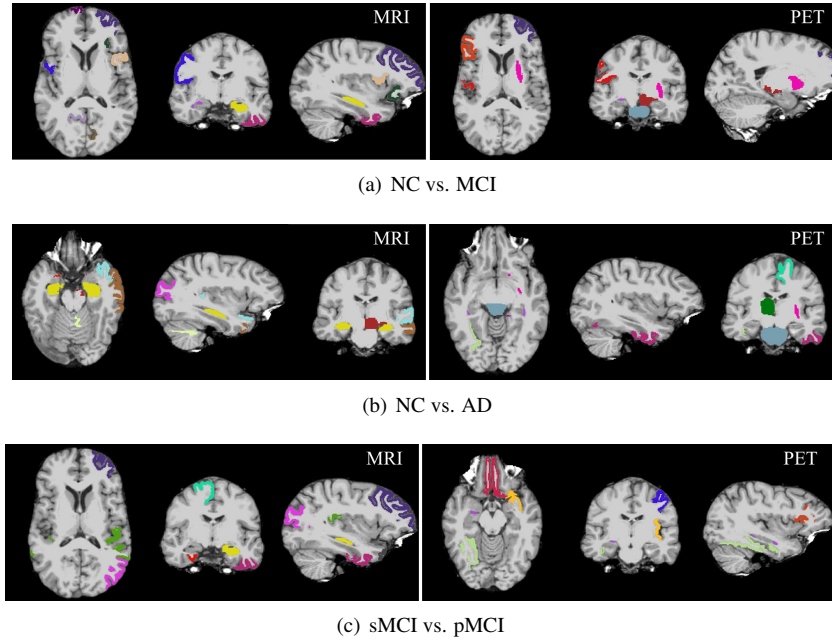 MRI
PET
(a) NC vs. MCI
MRI
PET
(b) NC vs. AD
MRI
PET
(c) sMCI vs. pMCI